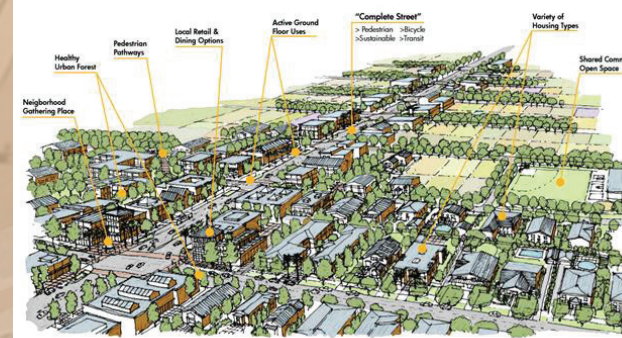 "Complete Street"
> Pedestrian >Bicycle
>Sustainable >Transit
Variety of
Housing Types
Active Ground
Floor Uses
Local Retail &
Dining Options
Pedestrian
Pathways
Healthy
Urban Forest
Shared Comm
Open Space
Neigborhood
Gathering Place